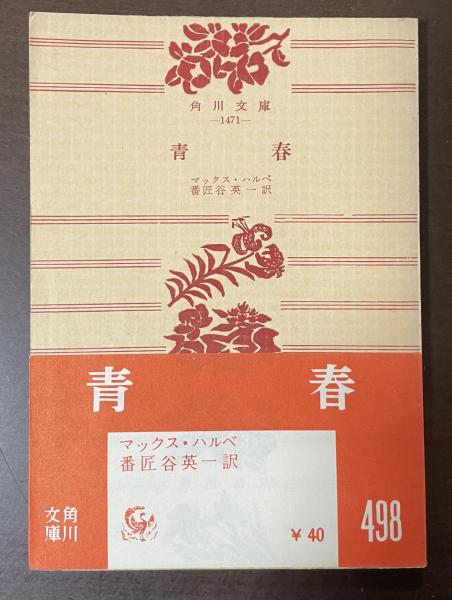 角川文庫
—1471—
青春
マックス・ハルベ
番匠谷英一訳
青春
マックス・ハルベ
番匠谷英一訳
角川文庫
¥40
498